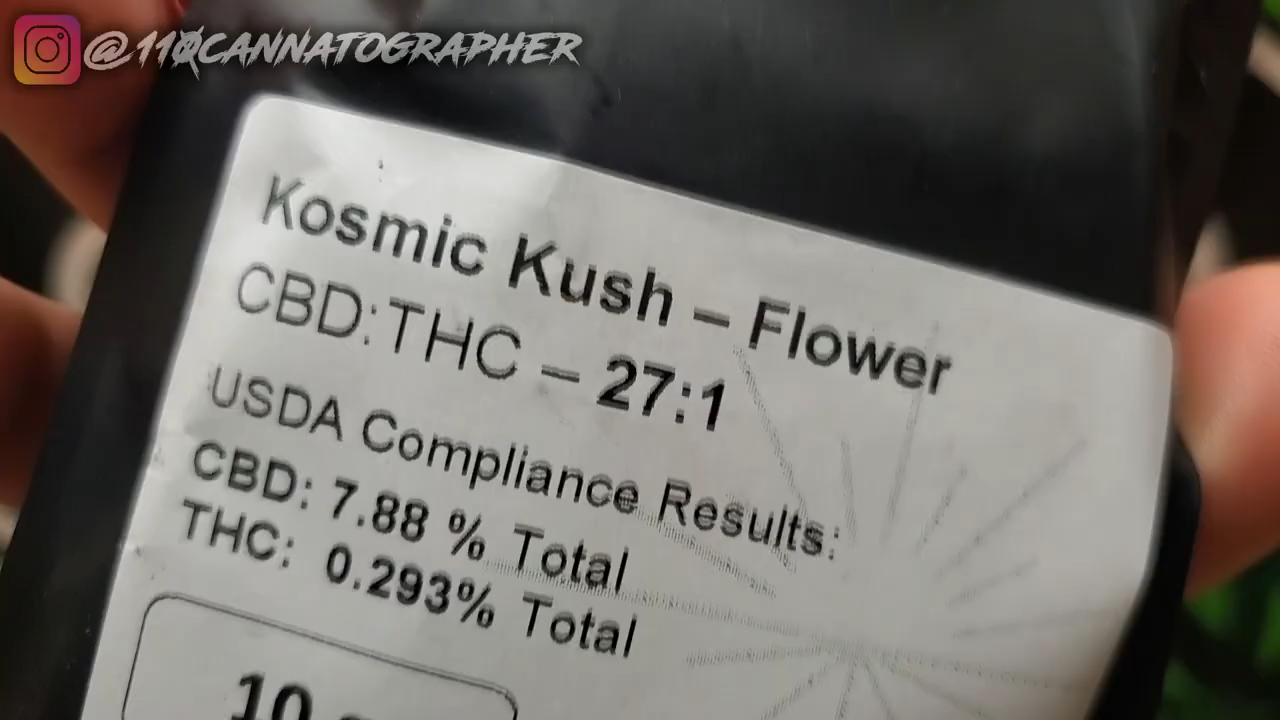 @110CANNATOGRAPHER
Kosmic Kush – Flower
CBD:THC – 27:1
USDA Compliance Results:
CBD: 7.88 % Total
THC: 0.293% Total
10